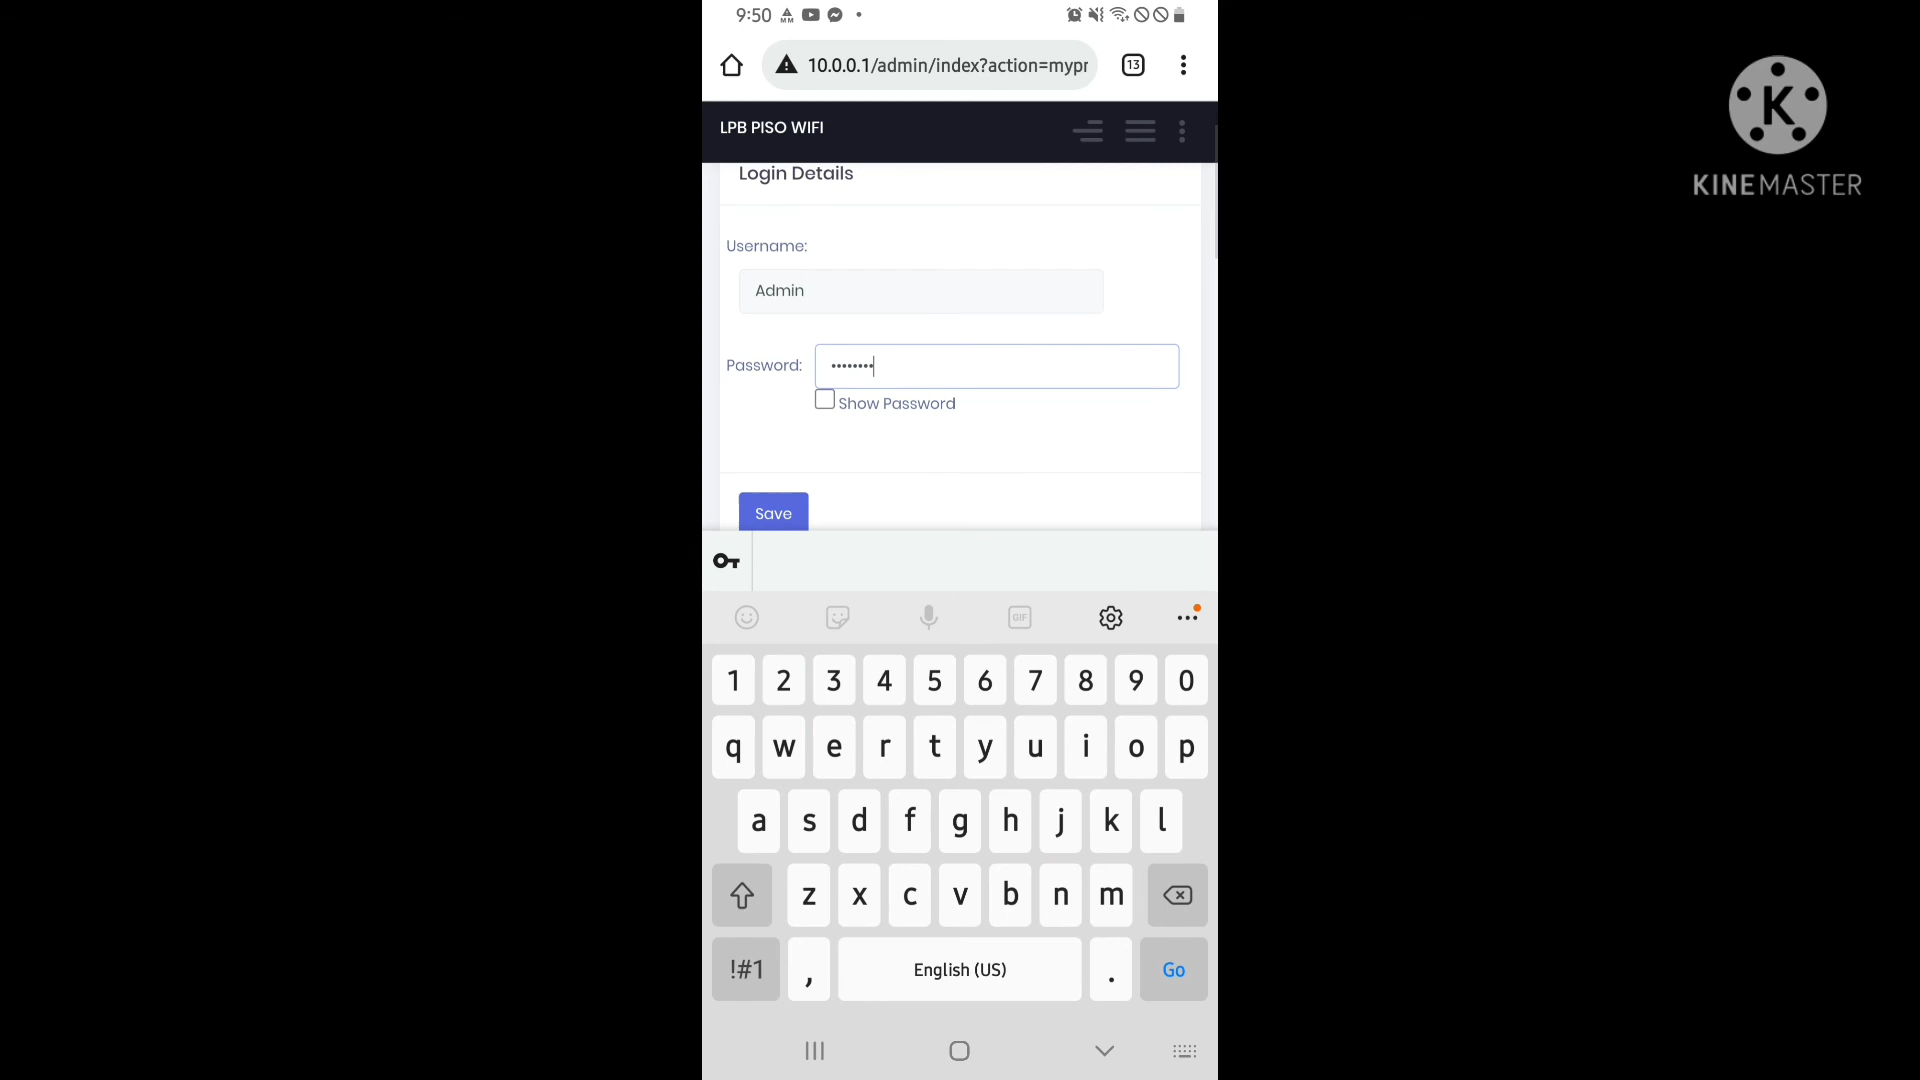 9:50
10.0.0.1/admin/index?action=mypr
13
LPB PISO WIFI
Login Details
Username:
Admin
Password: ••••••••
Show Password
Save
GIF
1 2 3 4 5 6 7 8 9 0
q w e r t y u i o p
a s d f g h j k l
z x c v b n m
!#1 , English (US) . Go
K
KINEMASTER